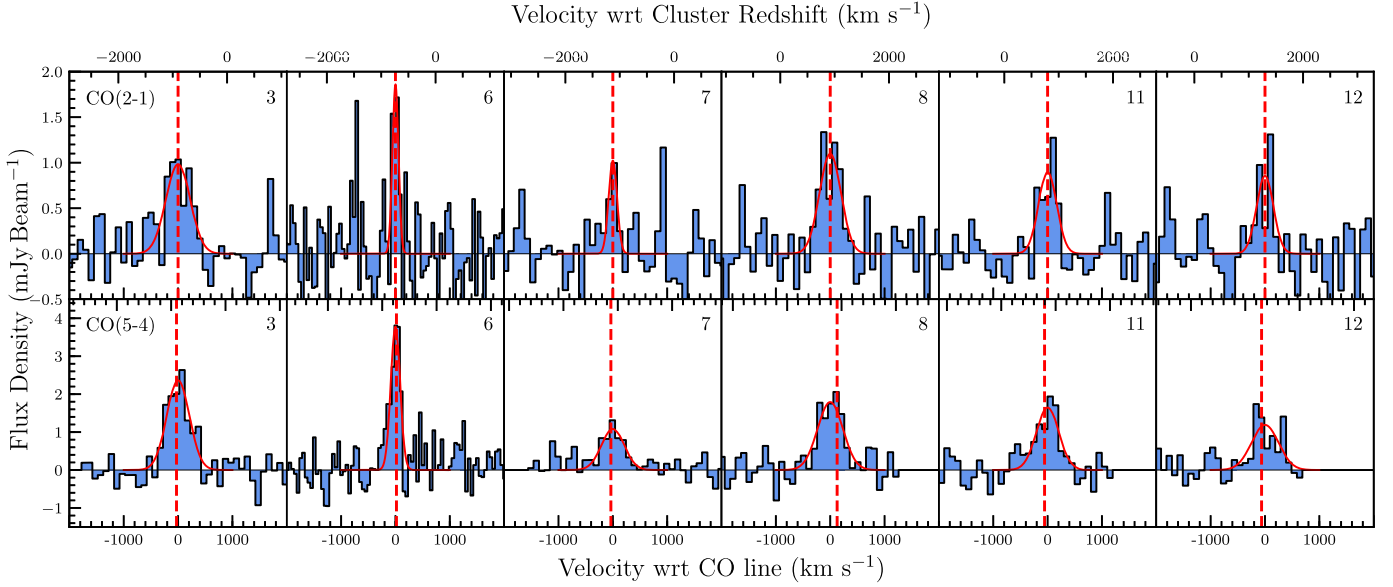 Velocity wrt Cluster Redshift (km s⁻¹)
−2000 0 −2000 0 −2000 0 0 2000 0 2000 0 2000
2.0 CO(2-1) 3 6 7 8 11 12
1.5
1.0
0.5
0.0
−0.5
CO(5-4) 3 6 7 8 11 12
4
3
2
1
0
−1
-1000 0 1000 -1000 0 1000 -1000 0 1000 -1000 0 1000 -1000 0 1000 -1000 0 1000
Velocity wrt CO line (km s⁻¹)
Flux Density (mJy Beam⁻¹)